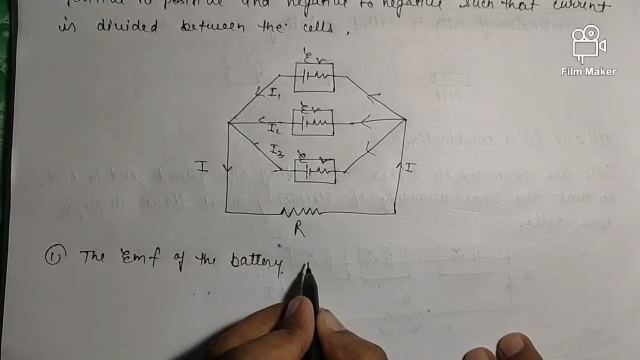 positive to positive and negative to negative such that current
is divided between the cells.
Film Maker
Ɛ r
I1
Ɛ r
I2
Ɛ r
I3
I
I
R
① The Emf of the battery